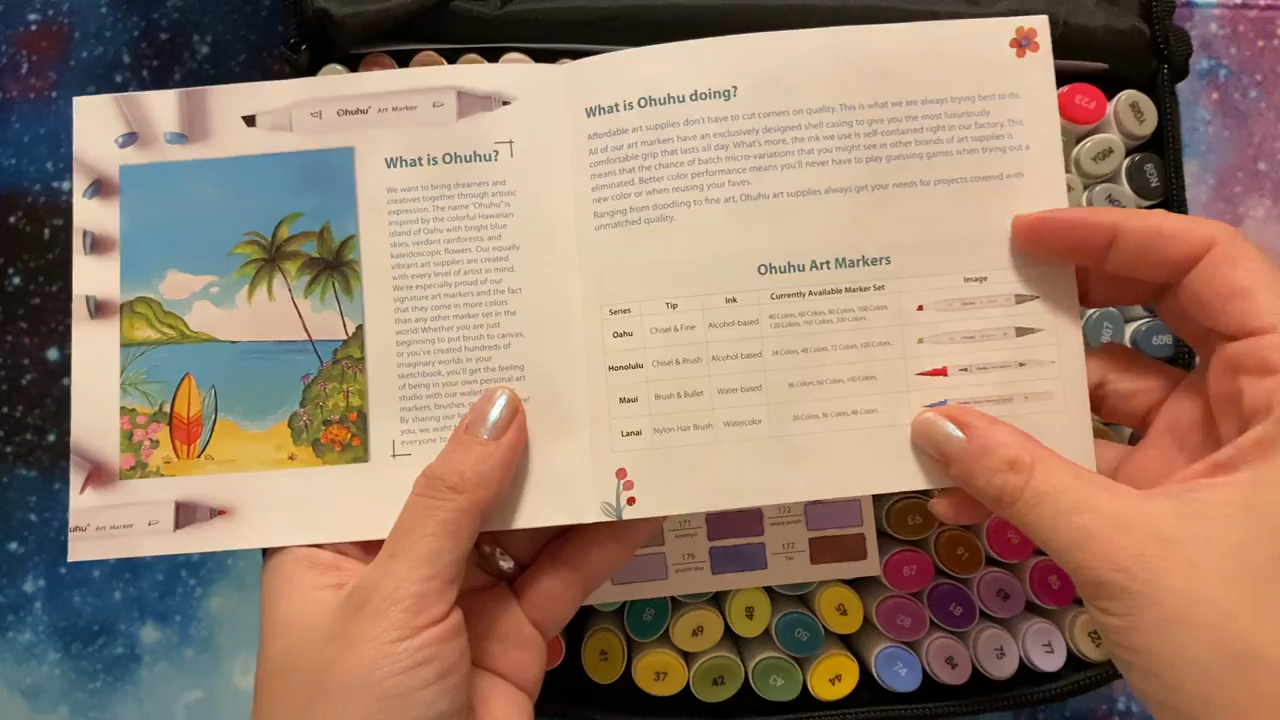 Ohuhu® Art Marker
What is Ohuhu?
We want to bring dreamers and
creatives together through artistic
expression. The name "Ohuhu" is
inspired by the colorful Hawaiian
island of Oahu with bright blue
skies, verdant rainforests, and
kaleidoscopic flowers. Our equally
vibrant art supplies are created
with every level of artist in mind.
We're especially proud of our
signature art markers and the fact
that they come in more colors
than any other marker set in the
world! Whether you are just
beginning to put brush to canvas,
or you've created hundreds of
imaginary worlds in your
sketchbook, you'll get the feeling
of being in your own personal art
studio with our
markers, brushes,
By sharing our
you, we want
everyone to
uhu® Art Marker
What is Ohuhu doing?
Affordable art supplies don't have to cut corners on quality. This is what we are always trying best to do.
All of our art markers have an exclusively designed shell casing to give you the most luxuriously
comfortable grip that lasts all day. What's more, the ink we use is self-contained right in our factory. This
means that the chance of batch micro-variations that you might see in other brands of art supplies is
eliminated. Better color performance means you'll never have to play guessing games when trying out a
new color or when reusing your faves.
Ranging from doodling to fine art, Ohuhu art supplies always get your needs for projects covered with
unmatched quality.
Ohuhu Art Markers
Series Tip Ink Currently Available Marker Set Image
Oahu Chisel & Fine Alcohol-based 40 Colors, 60 Colors, 80 Colors, 100 Colors
120 Colors, 160 Colors, 200 Colors.
Honolulu Chisel & Brush Alcohol-based 24 Colors, 48 Colors, 72 Colors, 120 Colors..
Maui Brush & Bullet Water-based 36 Colors, 60 Colors, 100 Colors.
Lanai Nylon Hair Brush Watercolor 20 Colors, 36 Colors, 48 Colors.
F23
YG05
YG04
NG9
BG7
BG9
171
172
176
177
93
91
87
85
81
83
82
55
49
48
50
45
41
37
42
43
44
74
84
75
77
122